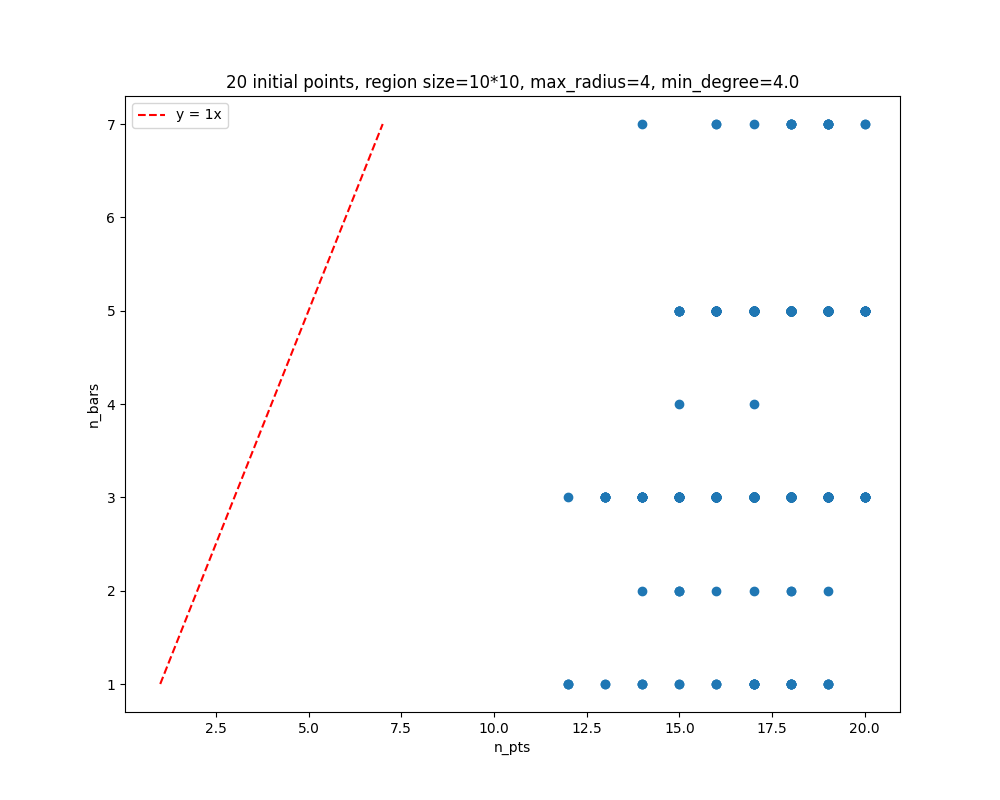 20 initial points, region size=10*10, max_radius=4, min_degree=4.0
y = 1x
n_bars
7
6
5
4
3
2
1
2.5 5.0 7.5 10.0 12.5 15.0 17.5 20.0
n_pts